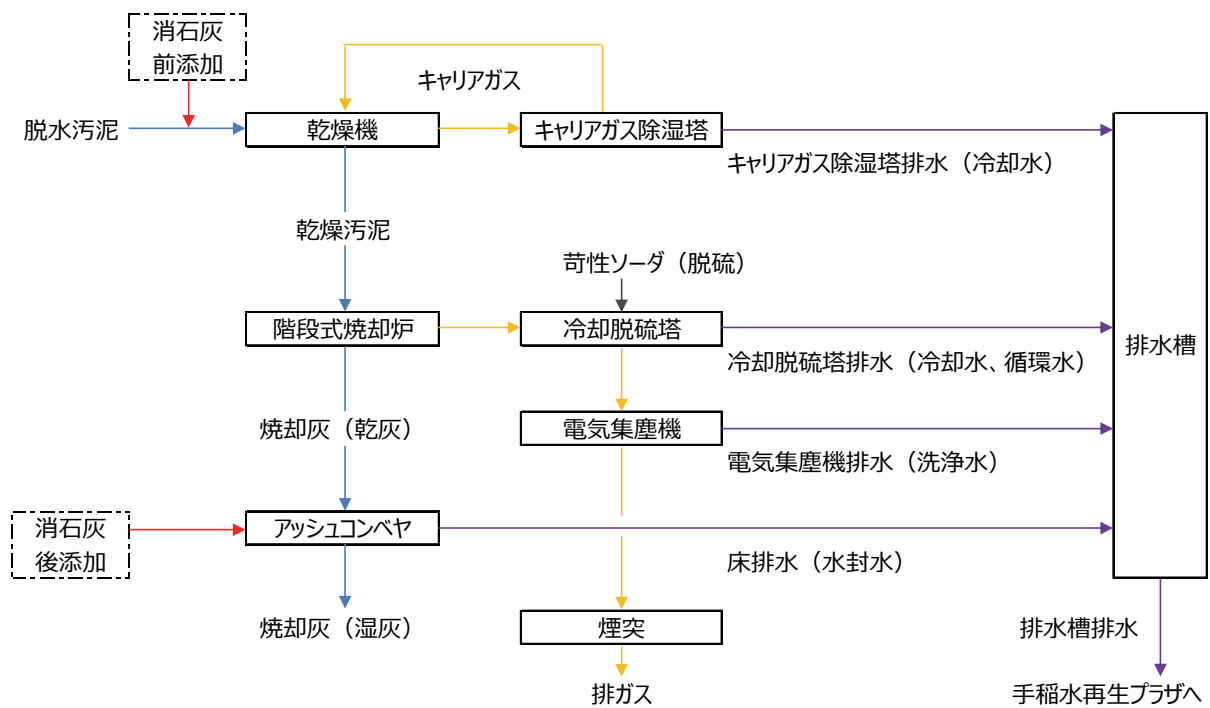 消石灰
前添加
キャリアガス
脱水汚泥
乾燥機
キャリアガス除湿塔
キャリアガス除湿塔排水（冷却水）
乾燥汚泥
苛性ソーダ（脱硫）
階段式焼却炉
冷却脱硫塔
排水槽
冷却脱硫塔排水（冷却水、循環水）
焼却灰（乾灰）
電気集塵機
電気集塵機排水（洗浄水）
消石灰
後添加
アッシュコンベヤ
床排水（水封水）
焼却灰（湿灰）
煙突
排水槽排水
排ガス
手稲水再生プラザへ